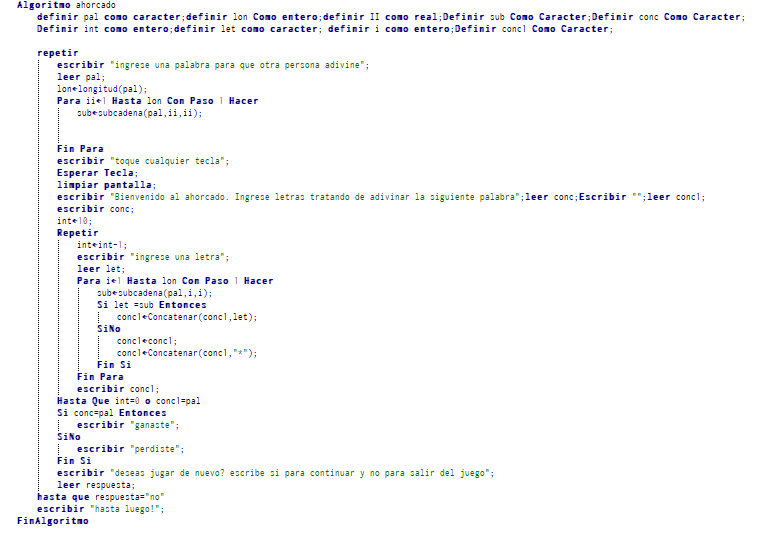 Algoritmo ahorcado
definir pal como caracter;definir lon Como entero;definir II como real;Definir sub Como Caracter;Definir conc Como Caracter;
Definir int como entero;definir let como caracter; definir i como entero;Definir conc1 Como Caracter;
repetir
escribir "ingrese una palabra para que otra persona adivine";
leer pal;
lon←longitud(pal);
Para ii←1 Hasta lon Con Paso 1 Hacer
sub←subcadena(pal,ii,ii);
Fin Para
escribir "toque cualquier tecla";
Esperar Tecla;
limpiar pantalla;
escribir "Bienvenido al ahorcado. Ingrese letras tratando de adivinar la siguiente palabra";leer conc;Escribir "";leer conc1;
escribir conc;
int←10;
Repetir
int←int-1;
escribir "ingrese una letra";
leer let;
Para i←1 Hasta lon Con Paso 1 Hacer
sub←subcadena(pal,i,i);
Si let =sub Entonces
conc1←Concatenar(conc1,let);
SiNo
conc1←conc1;
conc1←Concatenar(conc1,"*");
Fin Si
Fin Para
escribir conc1;
Hasta Que int=0 o conc1=pal
Si conc=pal Entonces
escribir "ganaste";
SiNo
escribir "perdiste";
Fin Si
escribir "deseas jugar de nuevo? escribe si para continuar y no para salir del juego";
leer respuesta;
hasta que respuesta="no"
escribir "hasta luego!";
FinAlgoritmo